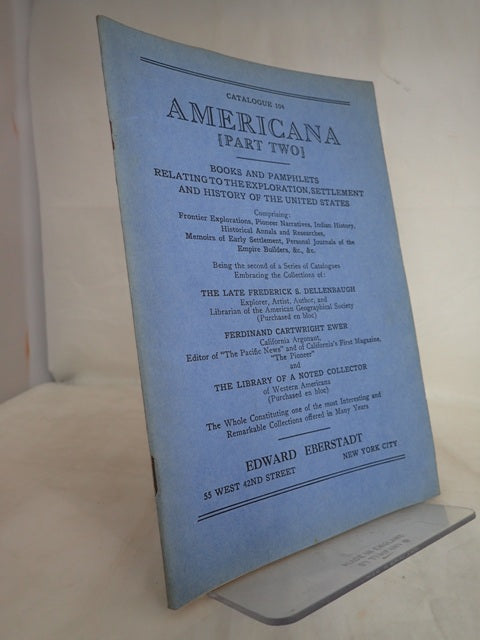 CATALOGUE 104
AMERICANA
[PART TWO]
BOOKS AND PAMPHLETS
RELATING TO THE EXPLORATION, SETTLEMENT
AND HISTORY OF THE UNITED STATES
Comprising:
Frontier Explorations, Pioneer Narratives, Indian History,
Historical Annals and Researches,
Memoirs of Early Settlement, Personal Journals of the
Empire Builders, &c., &c.
Being the second of a Series of Catalogues
Embracing the Collections of:
THE LATE FREDERICK S. DELLENBAUGH
Explorer, Artist, Author, and
Librarian of the American Geographical Society
(Purchased en bloc)
FERDINAND CARTWRIGHT EWER
California Argonaut,
Editor of "The Pacific News" and of California's First Magazine,
"The Pioneer"
and
THE LIBRARY OF A NOTED COLLECTOR
of Western Americana
(Purchased en bloc)
The Whole Constituting one of the most Interesting and
Remarkable Collections offered in Many Years
EDWARD EBERSTADT
55 WEST 42ND STREET NEW YORK CITY
MADE IN ENGLAND